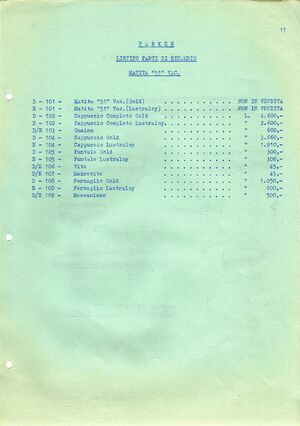 11
P A R K E R
LISTINO PARTI DI RICAMBIO
MATITA "51" VAC.
D - 101 - Matita "51" Vac.(Gold) . . . . . . . . . . NON IN VENDITA
E - 101 - Matita "51" Vac.(Lustraloy) . . . . . . . . . . NON IN VENDITA
D - 102 - Cappuccio Completo Gold . . . . . . . . . . L. 4.600,-
E - 102 - Cappuccio Completo Lustraloy. . . . . . . . . . " 2.600,-
D/E 103 - Guaina . . . . . . . . . . " 600,-
D - 104 - Cappuccio Gold . . . . . . . . . . " 3.660,-
E - 104 - Cappuccio Lustraloy . . . . . . . . . . " 1.910,-
D - 105 - Puntale Gold . . . . . . . . . . " 300,-
E - 105 - Puntale Lustraloy . . . . . . . . . . " 300,-
D/E 106 - Vite . . . . . . . . . . " 45,-
D/E 107 - Madrevite . . . . . . . . . . " 45,-
D - 108 - Fermaglio Gold . . . . . . . . . . " 1.050,-
E - 108 - Fermaglio Lustraloy . . . . . . . . . . " 600,-
D/E 109 - Meccanismo . . . . . . . . . . " 500,-